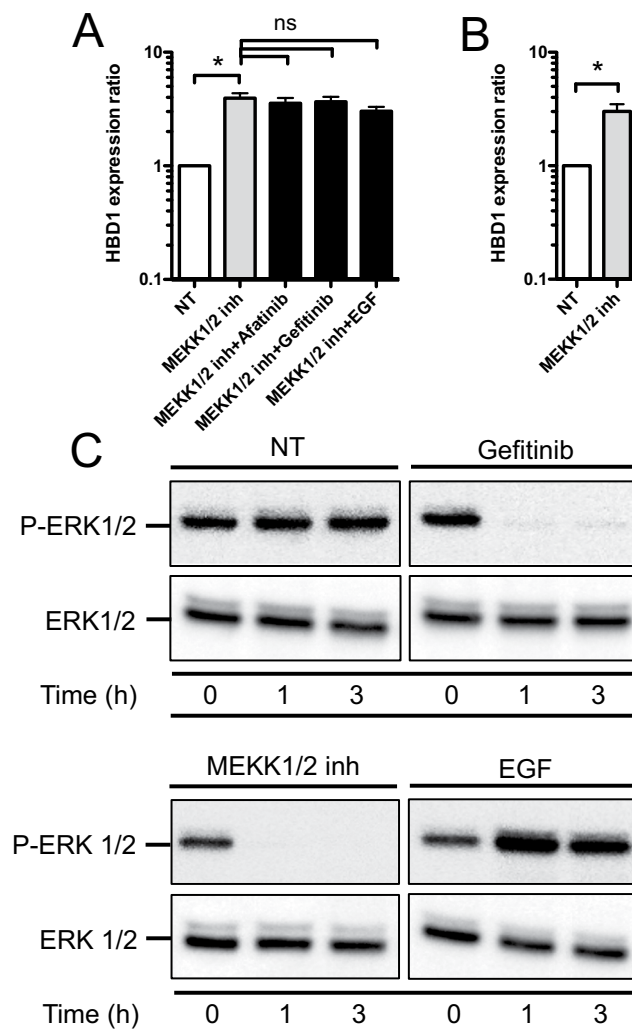 A
HBD1 expression ratio
10
1
0.1
*
ns
NT
MEKK1/2 inh
MEKK1/2 inh+Afatinib
MEKK1/2 inh+Gefitinib
MEKK1/2 inh+EGF
B
HBD1 expression ratio
10
1
0.1
*
NT
MEKK1/2 inh
C
NT
Gefitinib
P-ERK1/2
ERK1/2
Time (h) 0 1 3 0 1 3
MEKK1/2 inh
EGF
P-ERK 1/2
ERK 1/2
Time (h) 0 1 3 0 1 3